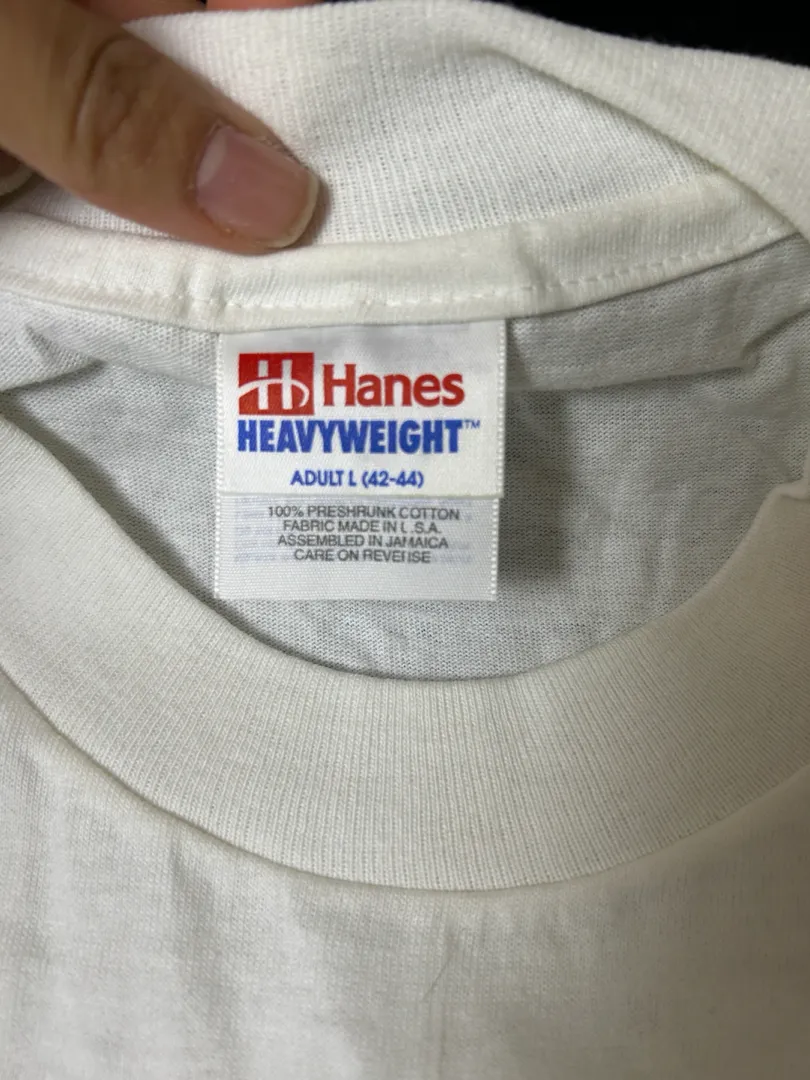 Hanes
HEAVYWEIGHT™
ADULT L (42-44)
100% PRESHRUNK COTTON
FABRIC MADE IN U.S.A.
ASSEMBLED IN JAMAICA
CARE ON REVERSE